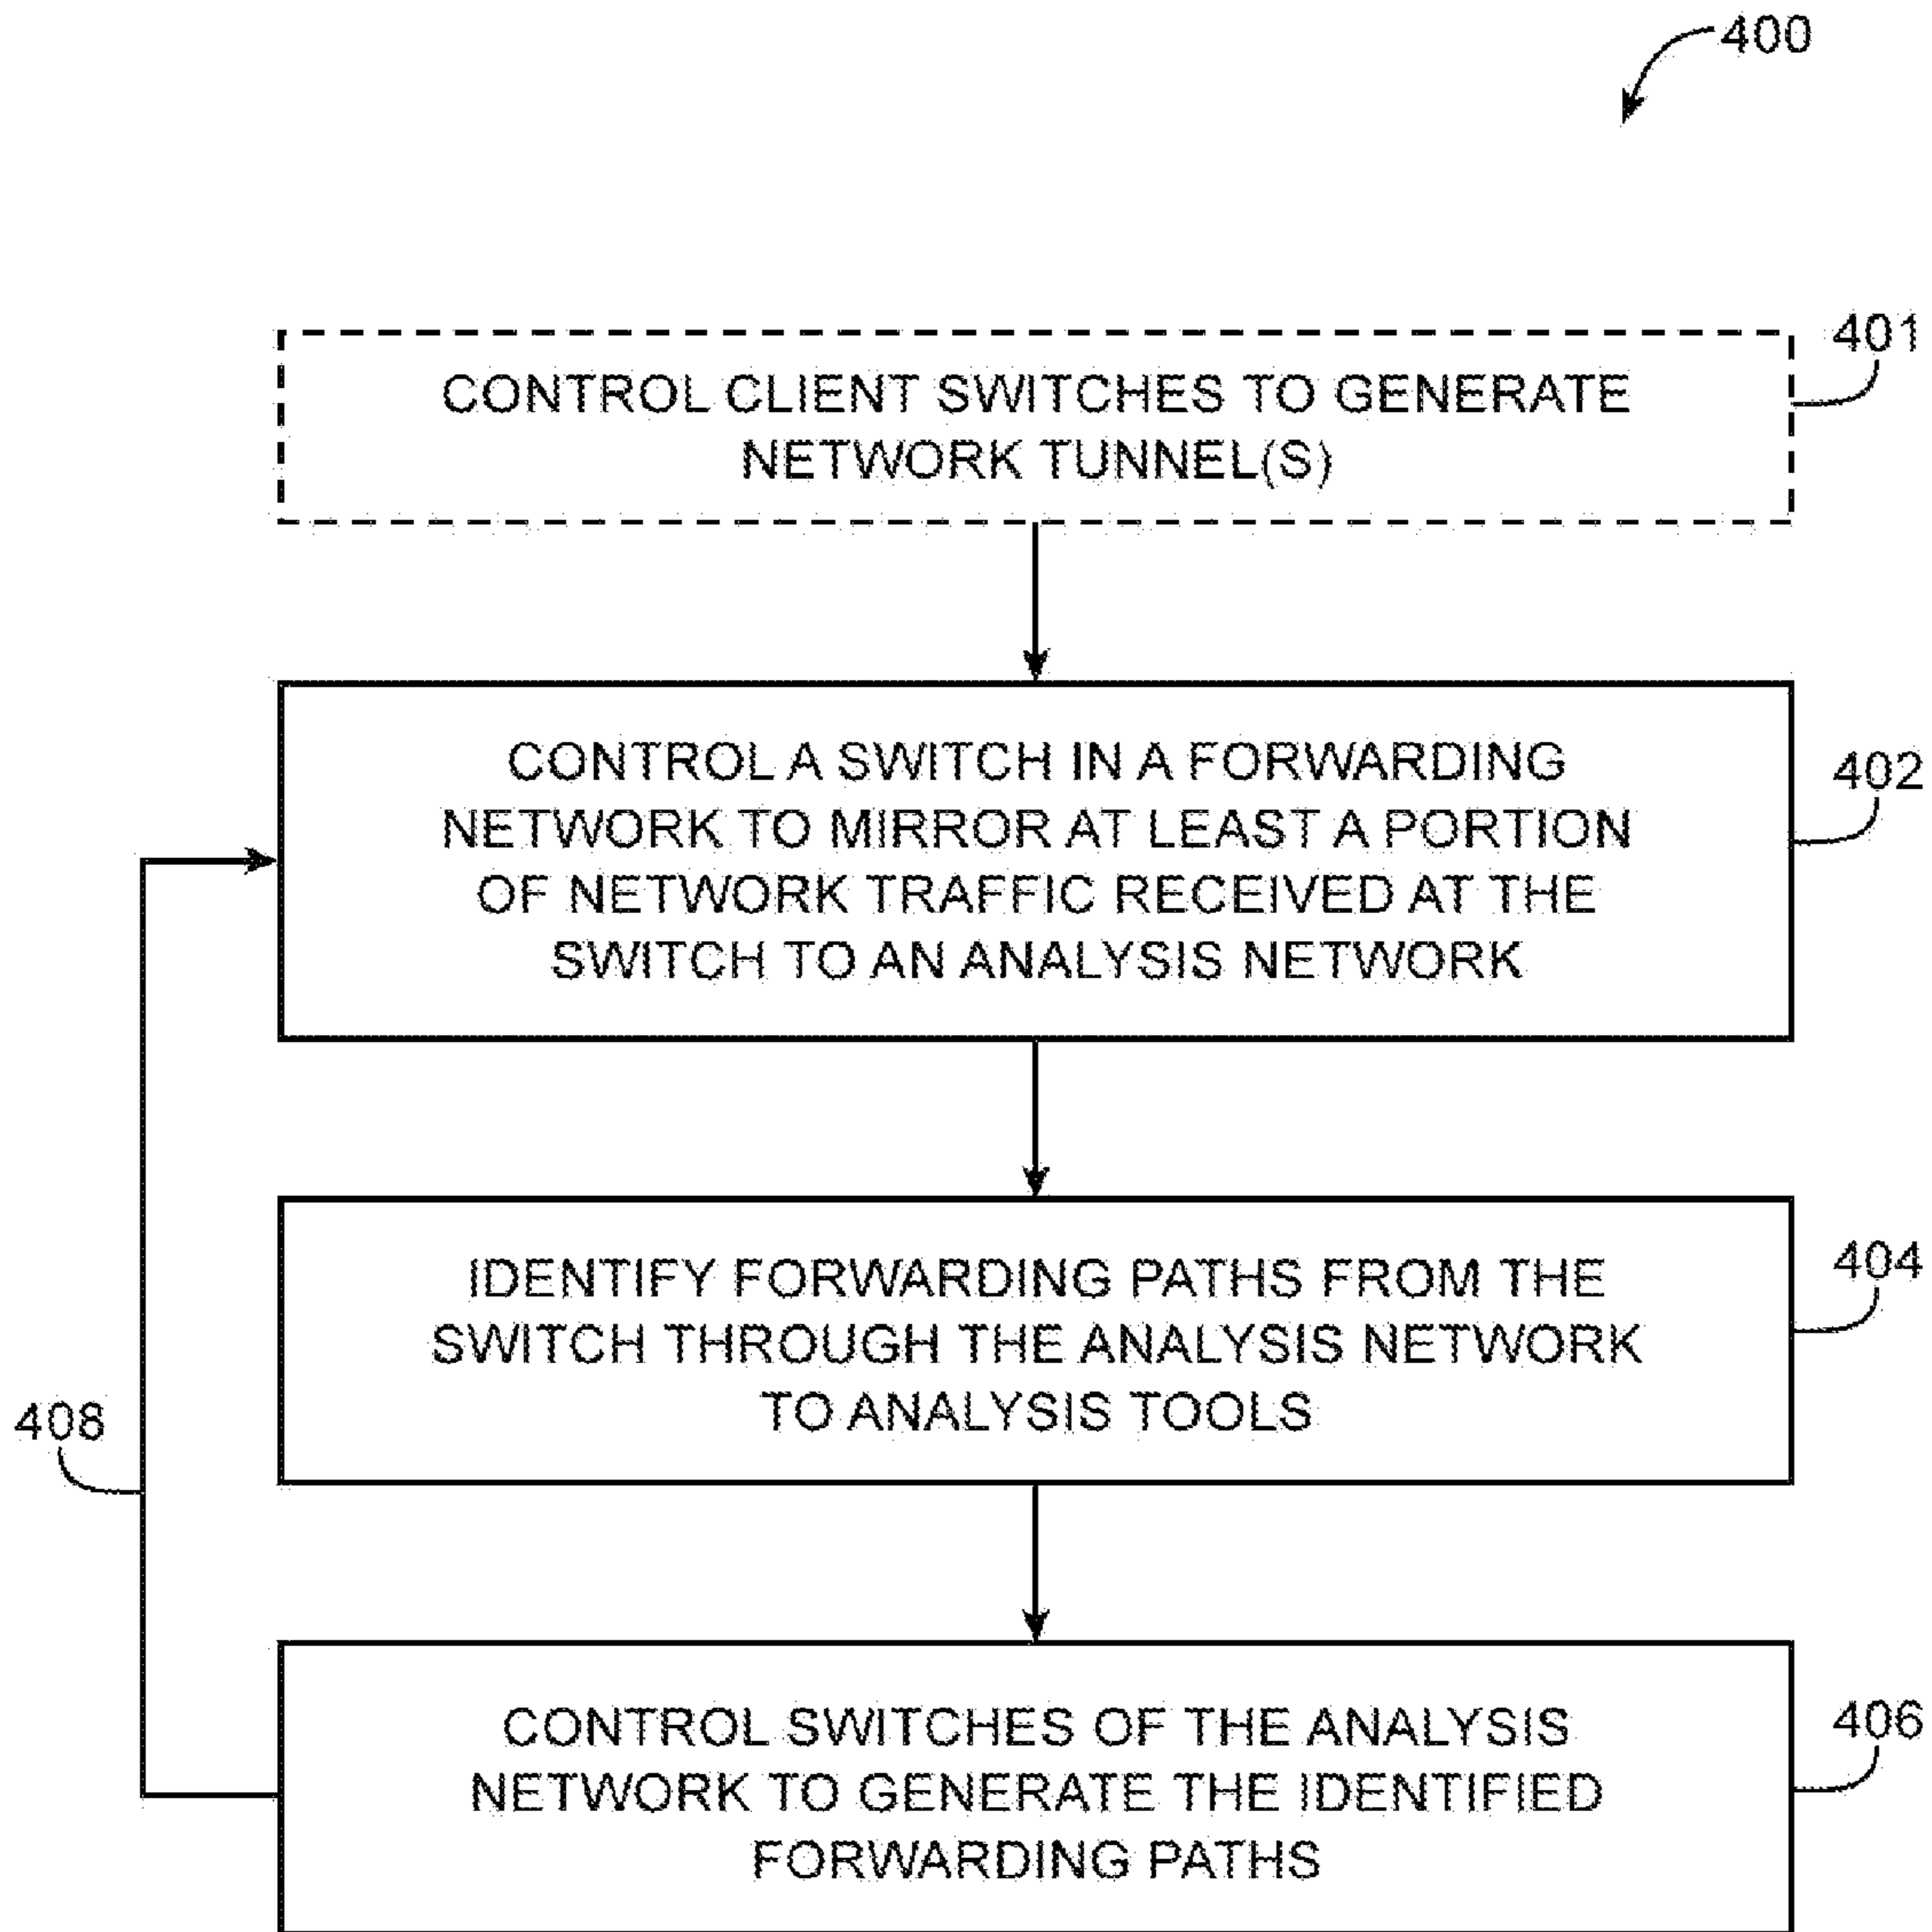 400
401
CONTROL CLIENT SWITCHES TO GENERATE
NETWORK TUNNEL(S)
402
CONTROL A SWITCH IN A FORWARDING
NETWORK TO MIRROR AT LEAST A PORTION
OF NETWORK TRAFFIC RECEIVED AT THE
SWITCH TO AN ANALYSIS NETWORK
404
IDENTIFY FORWARDING PATHS FROM THE
SWITCH THROUGH THE ANALYSIS NETWORK
TO ANALYSIS TOOLS
408
406
CONTROL SWITCHES OF THE ANALYSIS
NETWORK TO GENERATE THE IDENTIFIED
FORWARDING PATHS